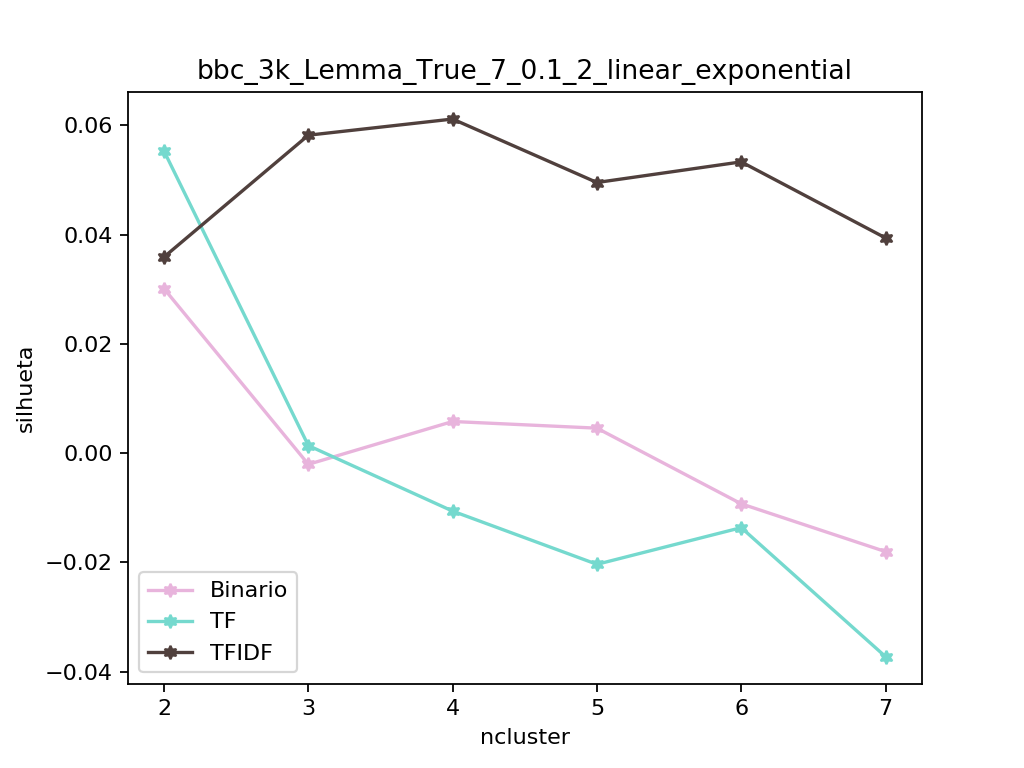 bbc_3k_Lemma_True_7_0.1_2_linear_exponential
0.06
0.04
0.02
0.00
−0.02
−0.04
silhueta
Binario
TF
TFIDF
2 3 4 5 6 7
ncluster